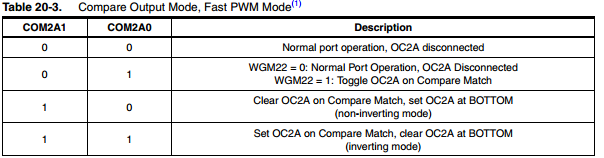 Table 20-3. Compare Output Mode, Fast PWM Mode(1)
COM2A1 COM2A0 Description
0 0 Normal port operation, OC2A disconnected
0 1 WGM22 = 0: Normal Port Operation, OC2A Disconnected
WGM22 = 1: Toggle OC2A on Compare Match
1 0 Clear OC2A on Compare Match, set OC2A at BOTTOM
(non-inverting mode)
1 1 Set OC2A on Compare Match, clear OC2A at BOTTOM
(inverting mode)